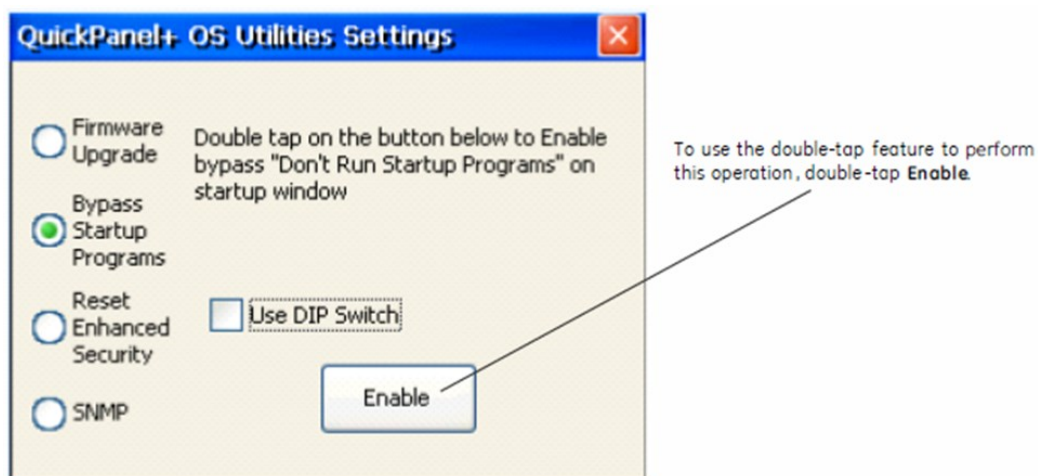 QuickPanel+ OS Utilities Settings
Firmware
Upgrade
Double tap on the button below to Enable
bypass "Don't Run Startup Programs" on
startup window
Bypass
Startup
Programs
Reset
Enhanced
Security
Use DIP Switch
SNMP
Enable
To use the double-tap feature to perform
this operation, double-tap Enable.